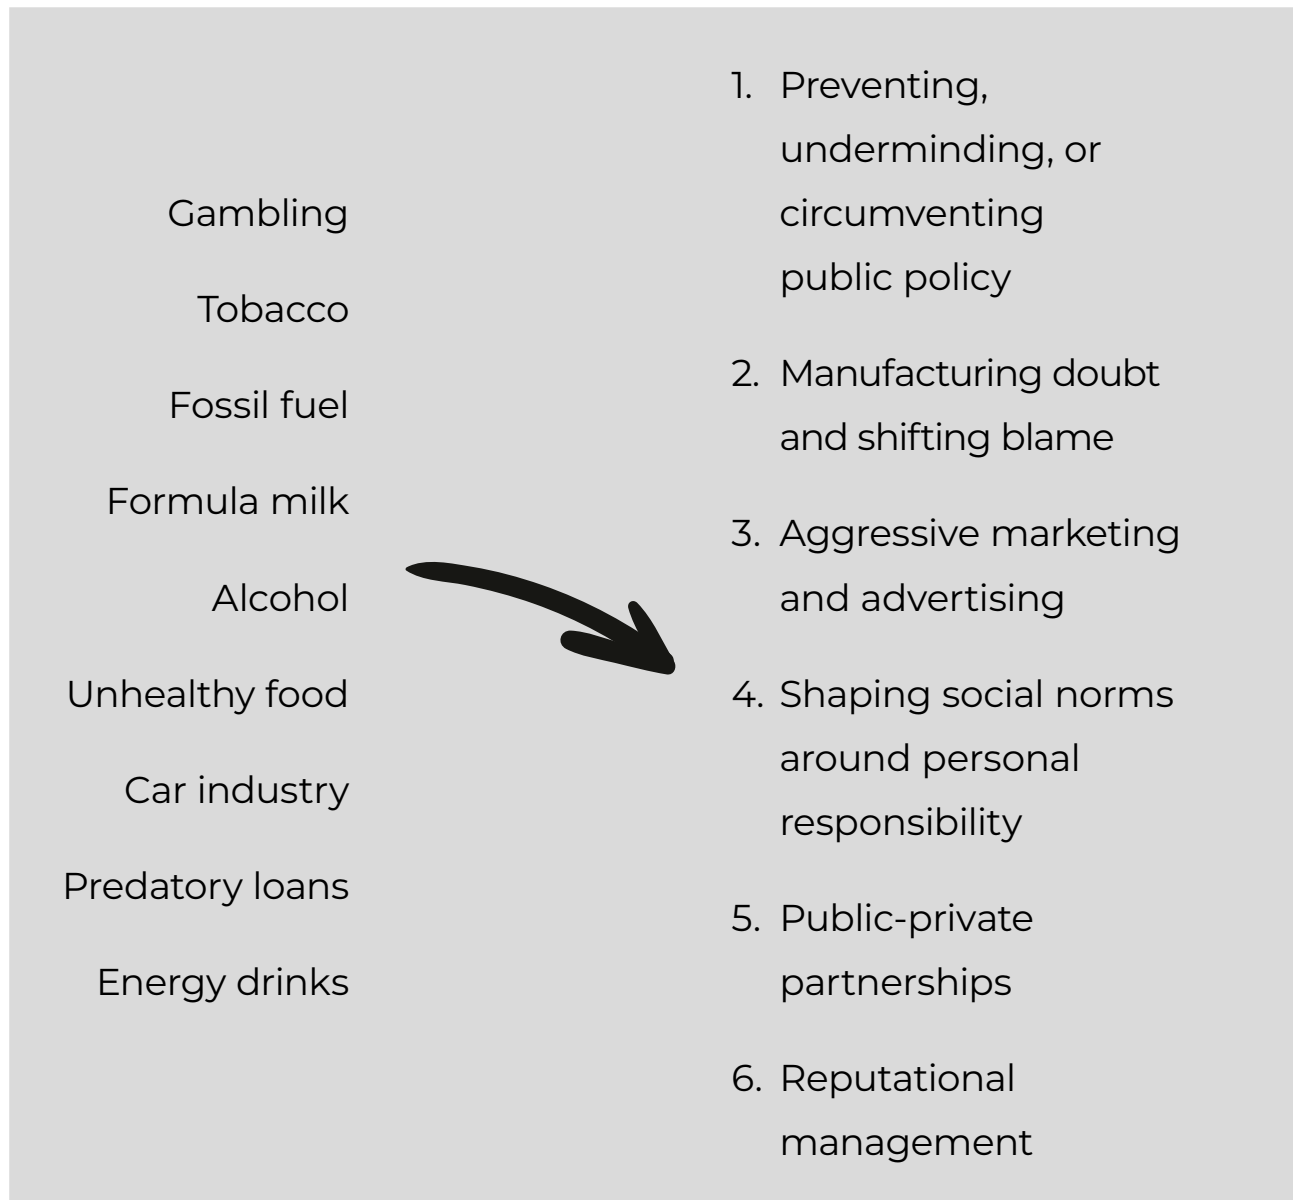 Gambling
Tobacco
Fossil fuel
Formula milk
Alcohol
Unhealthy food
Car industry
Predatory loans
Energy drinks
1. Preventing,
underminding, or
circumventing
public policy
2. Manufacturing doubt
and shifting blame
3. Aggressive marketing
and advertising
4. Shaping social norms
around personal
responsibility
5. Public-private
partnerships
6. Reputational
management